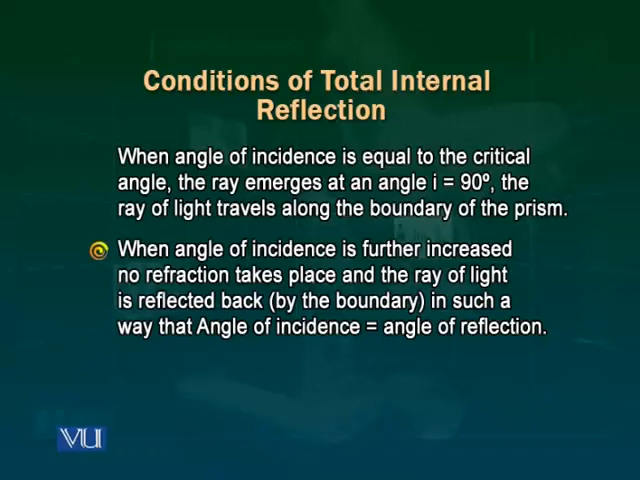 Conditions of Total Internal
Reflection
When angle of incidence is equal to the critical
angle, the ray emerges at an angle i = 90º, the
ray of light travels along the boundary of the prism.
When angle of incidence is further increased
no refraction takes place and the ray of light
is reflected back (by the boundary) in such a
way that Angle of incidence = angle of reflection.
VU